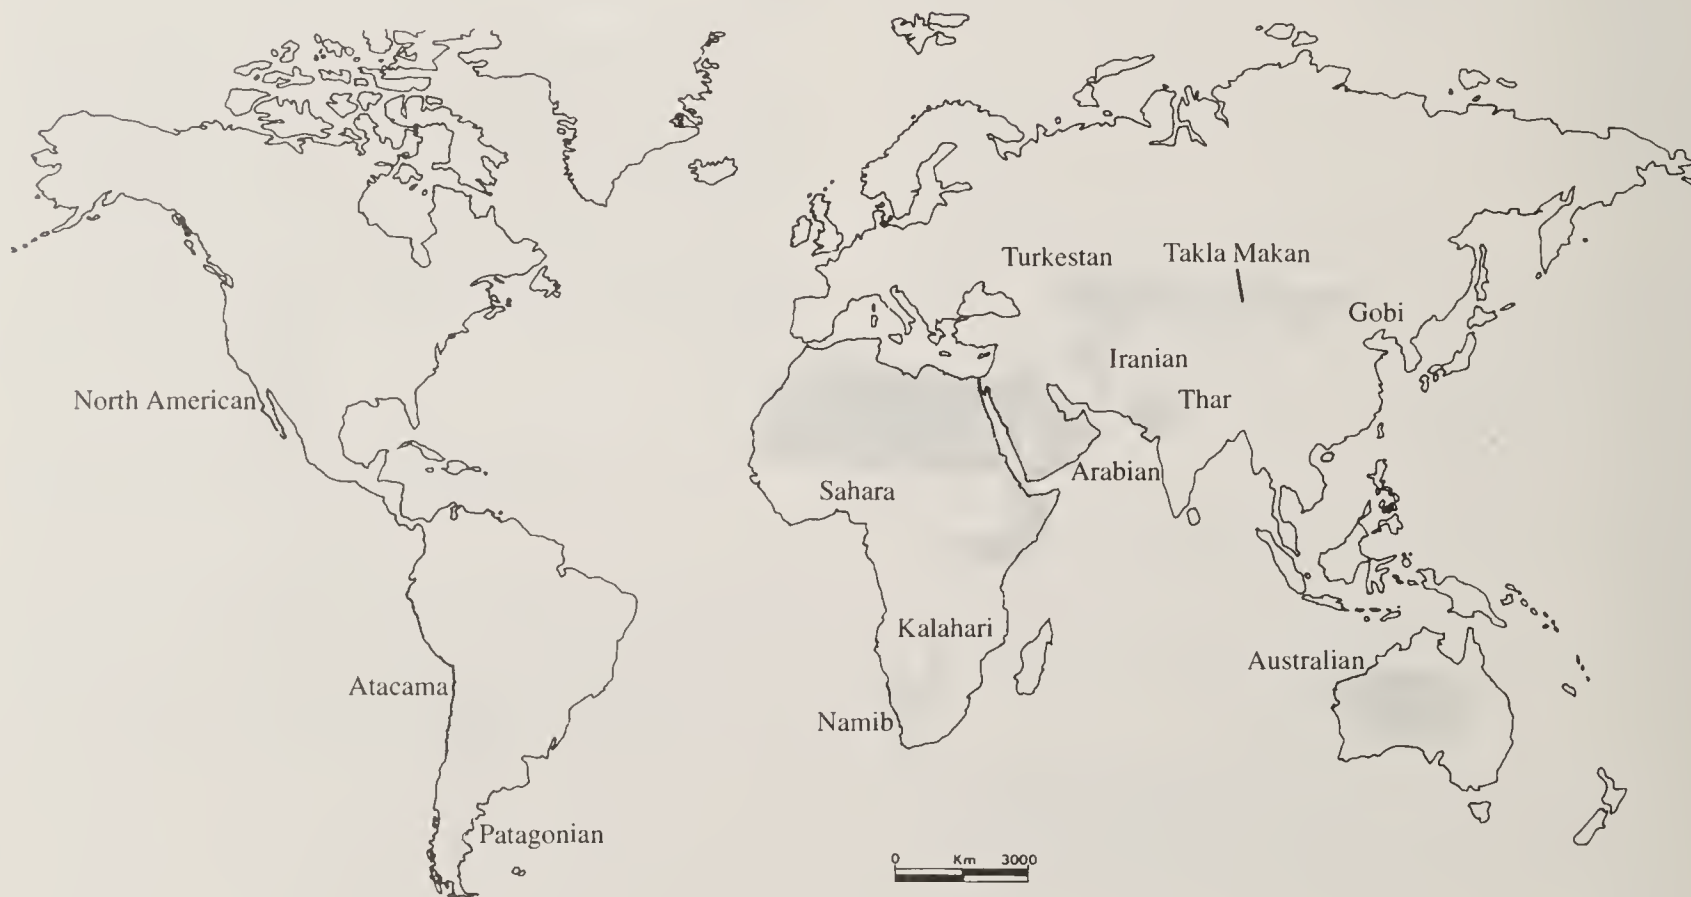 Turkestan
Takla Makan
Gobi
Iranian
North American
Thar
Arabian
Sahara
Kalahari
Australian
Atacama
Namib
Patagonian
0 Km 3000